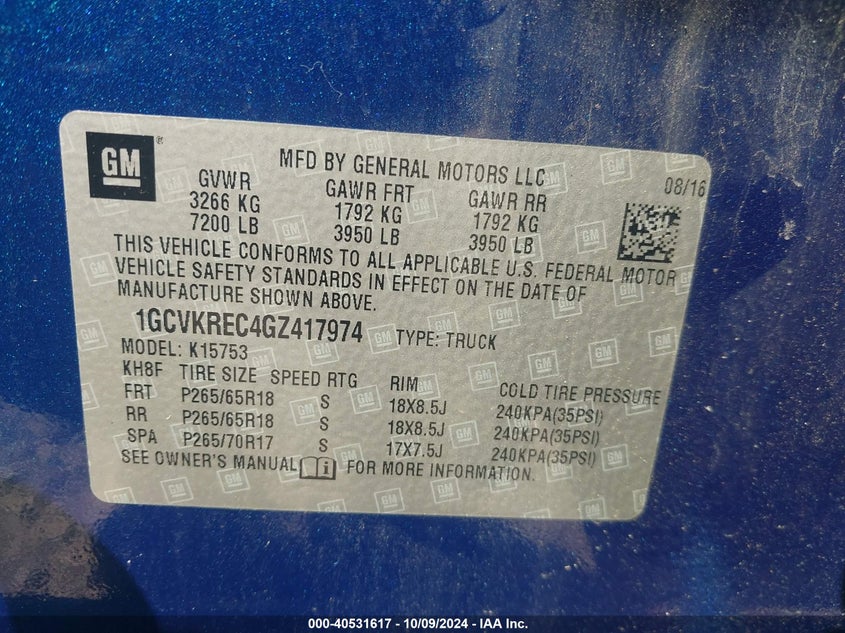 GM ®
MFD BY GENERAL MOTORS LLC
08/16
GVWR GAWR FRT GAWR RR
3266 KG 1792 KG 1792 KG
7200 LB 3950 LB 3950 LB
THIS VEHICLE CONFORMS TO ALL APPLICABLE U.S. FEDERAL MOTOR
VEHICLE SAFETY STANDARDS IN EFFECT ON THE DATE OF
MANUFACTURE SHOWN ABOVE.
1GCVKREC4GZ417974 TYPE: TRUCK
MODEL: K15753
KH8F TIRE SIZE SPEED RTG RIM COLD TIRE PRESSURE
FRT P265/65R18 S 18X8.5J 240KPA(35PSI)
RR P265/65R18 S 18X8.5J 240KPA(35PSI)
SPA P265/70R17 S 17X7.5J 240KPA(35PSI)
SEE OWNER'S MANUAL FOR MORE INFORMATION.
000-40531617 - 10/09/2024 - IAA Inc.